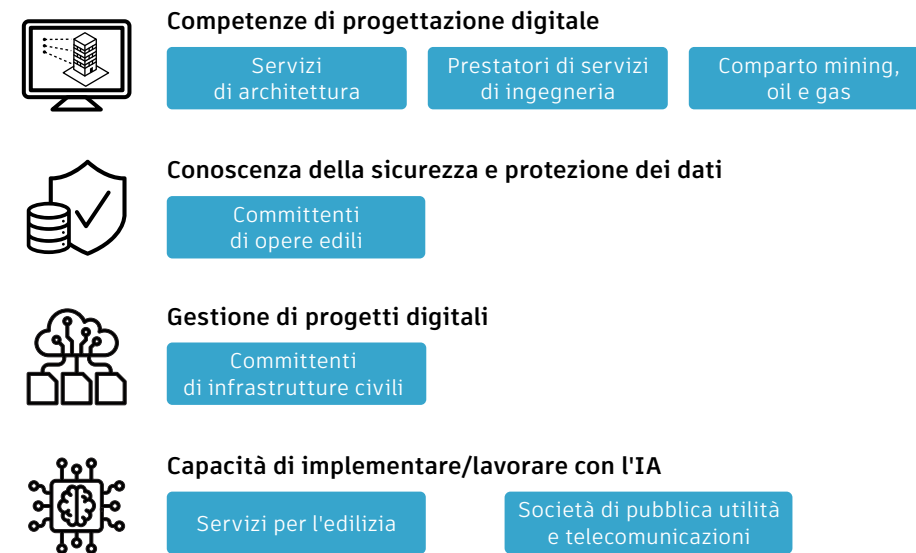 Competenze di progettazione digitale
Servizi
di architettura
Prestatori di servizi
di ingegneria
Comparto mining,
oil e gas
Conoscenza della sicurezza e protezione dei dati
Committenti
di opere edili
Gestione di progetti digitali
Committenti
di infrastrutture civili
Capacità di implementare/lavorare con l'IA
Servizi per l'edilizia
Società di pubblica utilità
e telecomunicazioni